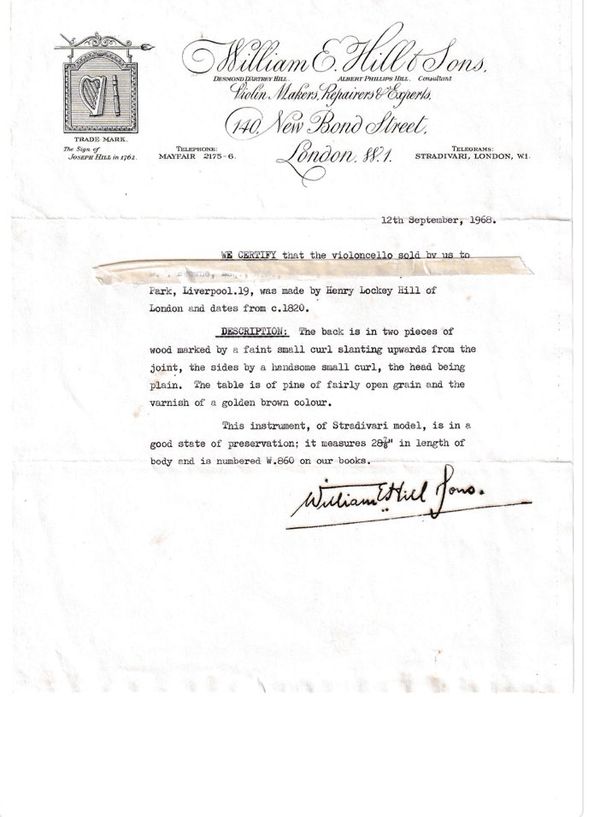 William E. Hill & Sons,
DESMOND D'ARTREY HILL. ALBERT PHILLIPS HILL. Consultant
Violin Makers, Repairers & Experts,
140, New Bond Street,
London, W.1.
TRADE MARK.
The Sign of
JOSEPH HILL in 1762.
TELEPHONE:
MAYFAIR 2175-6.
TELEGRAMS:
STRADIVARI, LONDON, W.1.
12th September, 1968.
WE CERTIFY that the violoncello sold by us to
Park, Liverpool.19, was made by Henry Lockey Hill of
London and dates from c.1820.
DESCRIPTION: The back is in two pieces of
wood marked by a faint small curl slanting upwards from the
joint, the sides by a handsome small curl, the head being
plain. The table is of pine of fairly open grain and the
varnish of a golden brown colour.
This instrument, of Stradivari model, is in a
good state of preservation; it measures in length of
body and is numbered W.860 on our books.
William E Hill Sons.